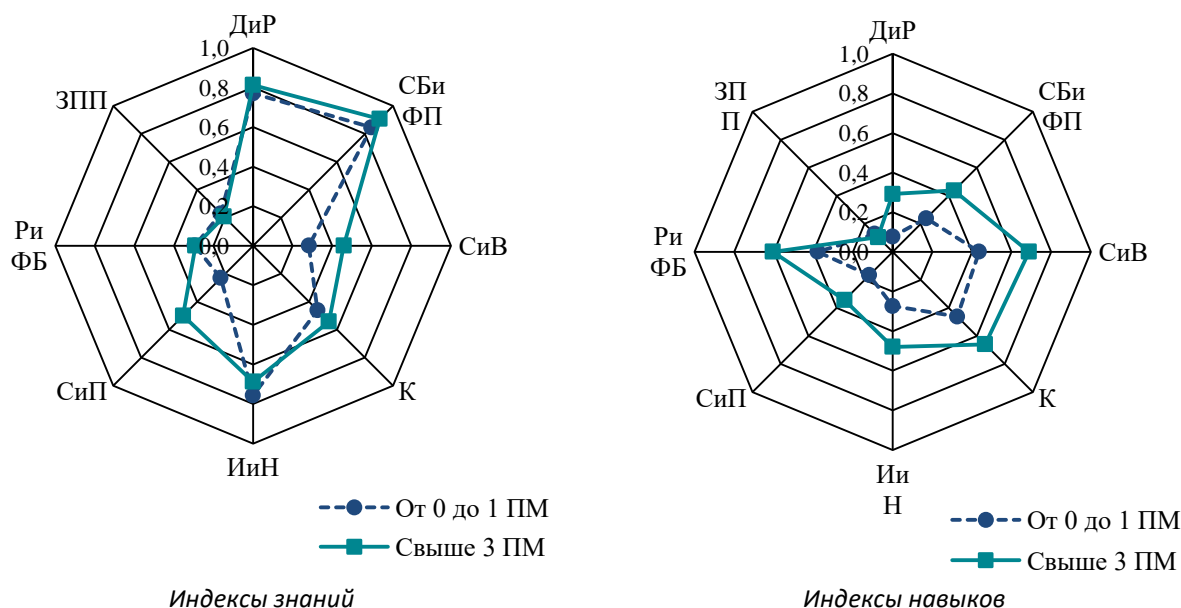 ДиР
1,0
0,8
0,6
0,4
0,2
0,0
СБи
ФП
СиВ
К
ИиН
СиП
Ри
ФБ
ЗПП
От 0 до 1 ПМ
Свыше 3 ПМ
Индексы знаний
ДиР
1,0
0,8
0,6
0,4
0,2
0,0
СБи
ФП
СиВ
К
Ии
Н
СиП
Ри
ФБ
ЗП
П
От 0 до 1 ПМ
Свыше 3 ПМ
Индексы навыков